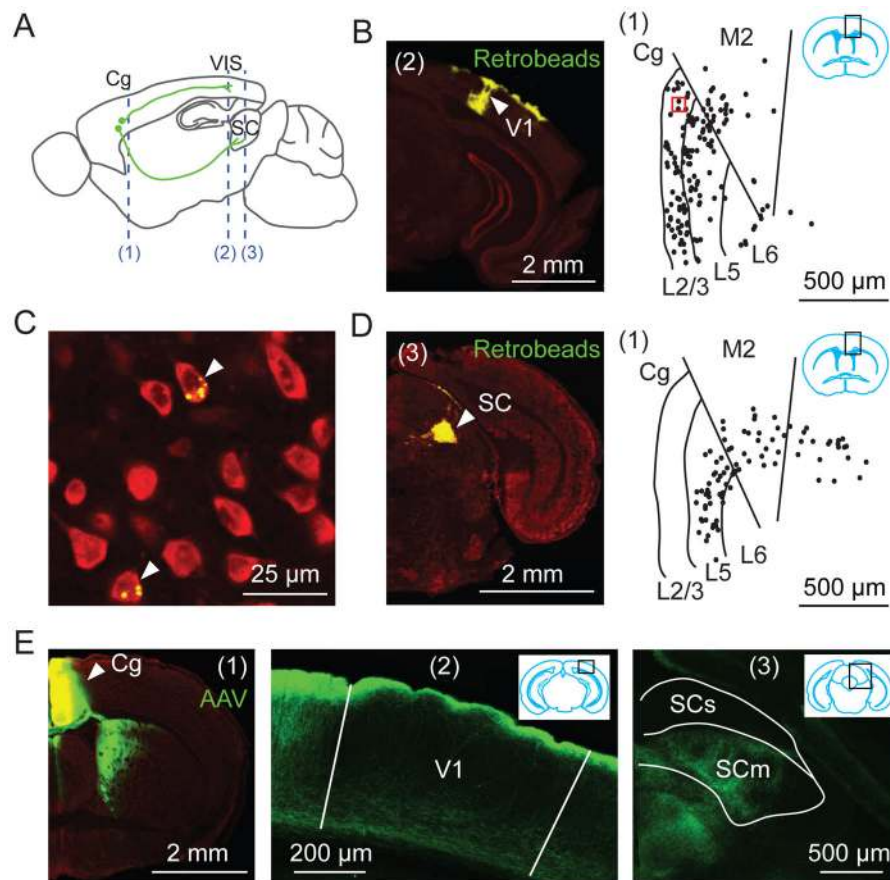 A
Cg
VIS
SC
(1)
(2)
(3)
B
(2)
Retrobeads
V1
2 mm
(1)
M2
Cg
L6
L5
L2/3
500 µm
C
25 µm
D
(3)
Retrobeads
SC
2 mm
(1)
M2
Cg
L6
L5
L2/3
500 µm
E
(1)
Cg
AAV
2 mm
(2)
V1
200 µm
(3)
SCs
SCm
500 µm